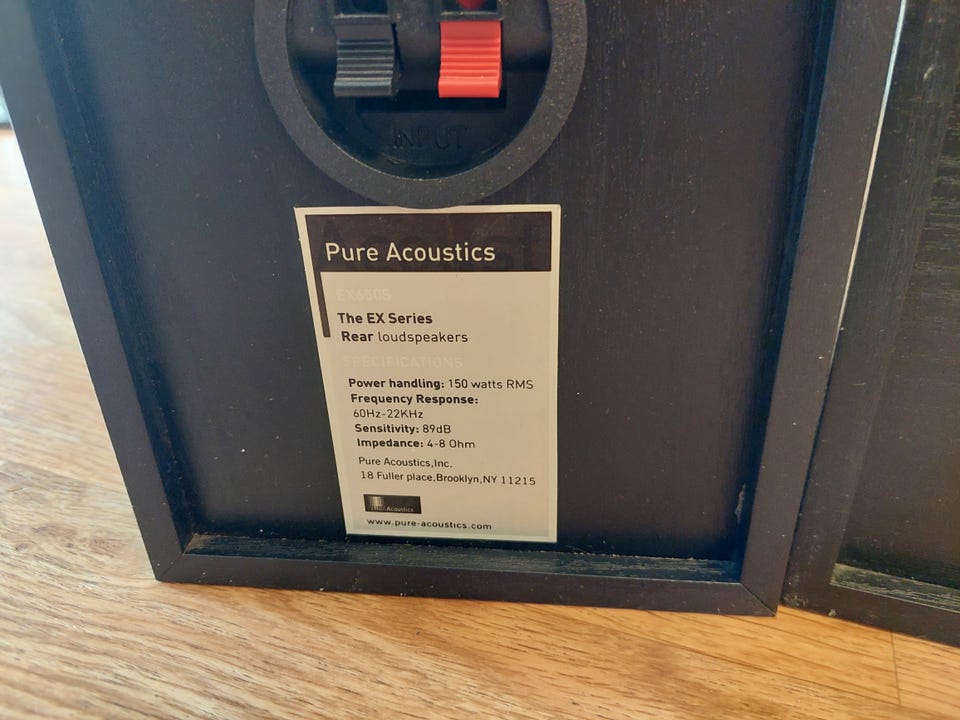 INPUT
Pure Acoustics
EX650S
The EX Series
Rear loudspeakers
SPECIFICATIONS
Power handling: 150 watts RMS
Frequency Response:
60Hz-22KHz
Sensitivity: 89dB
Impedance: 4-8 Ohm
Pure Acoustics,Inc.
18 Fuller place,Brooklyn,NY 11215
Pure Acoustics
www.pure-acoustics.com